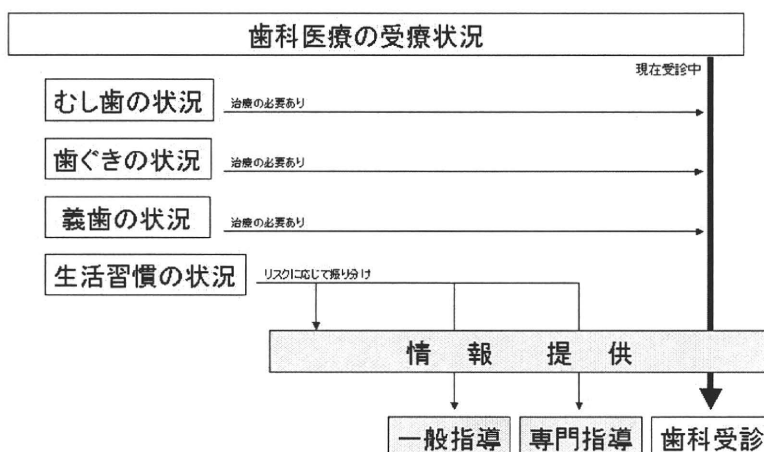 歯科医療の受療状況
現在受診中
むし歯の状況
治療の必要あり
歯ぐきの状況
治療の必要あり
義歯の状況
治療の必要あり
生活習慣の状況
リスクに応じて振り分け
情報提供
一般指導
専門指導
歯科受診